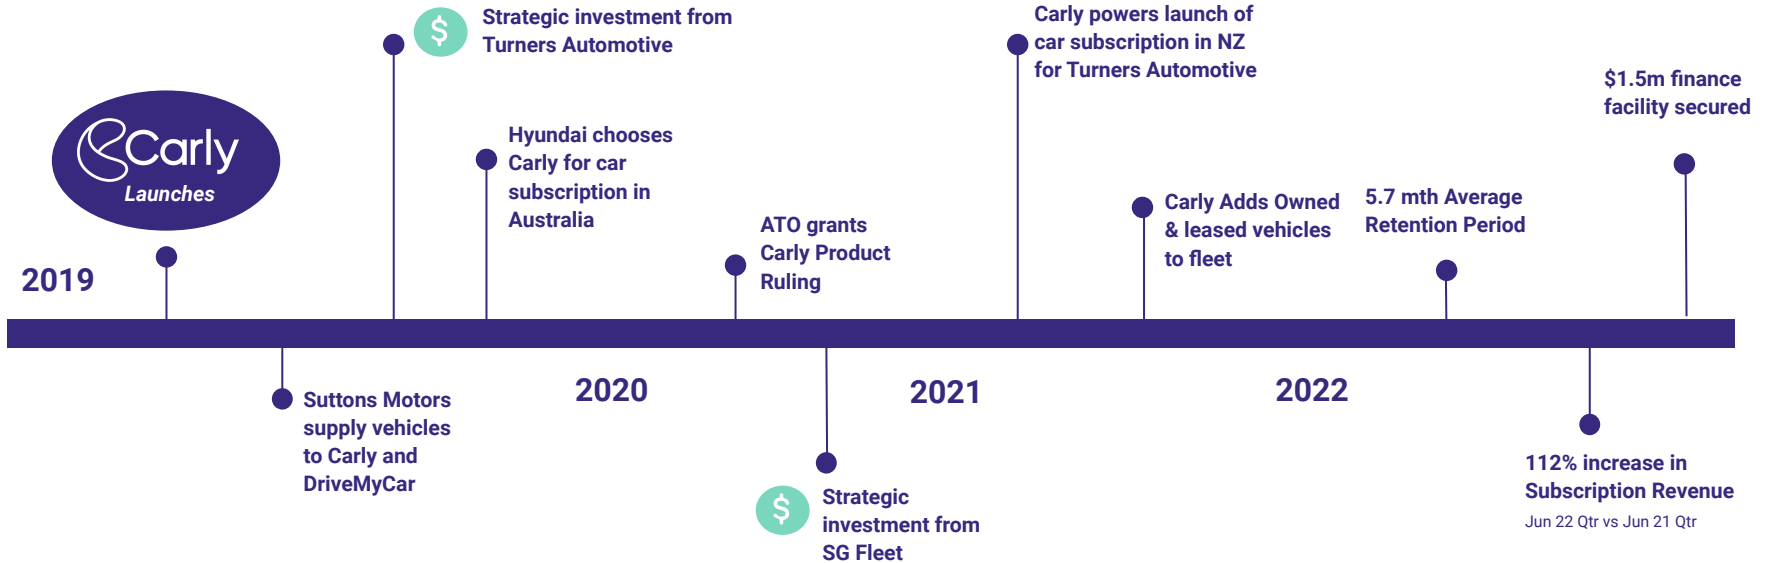 Carly
Launches
2019
Suttons Motors
supply vehicles
to Carly and
DriveMyCar
$
Strategic investment from
Turners Automotive
Hyundai chooses
Carly for car
subscription in
Australia
2020
ATO grants
Carly Product
Ruling
$
Strategic
investment from
SG Fleet
2021
Carly powers launch of
car subscription in NZ
for Turners Automotive
Carly Adds Owned
& leased vehicles
to fleet
2022
5.7 mth Average
Retention Period
112% increase in
Subscription Revenue
Jun 22 Qtr vs Jun 21 Qtr
$1.5m finance
facility secured